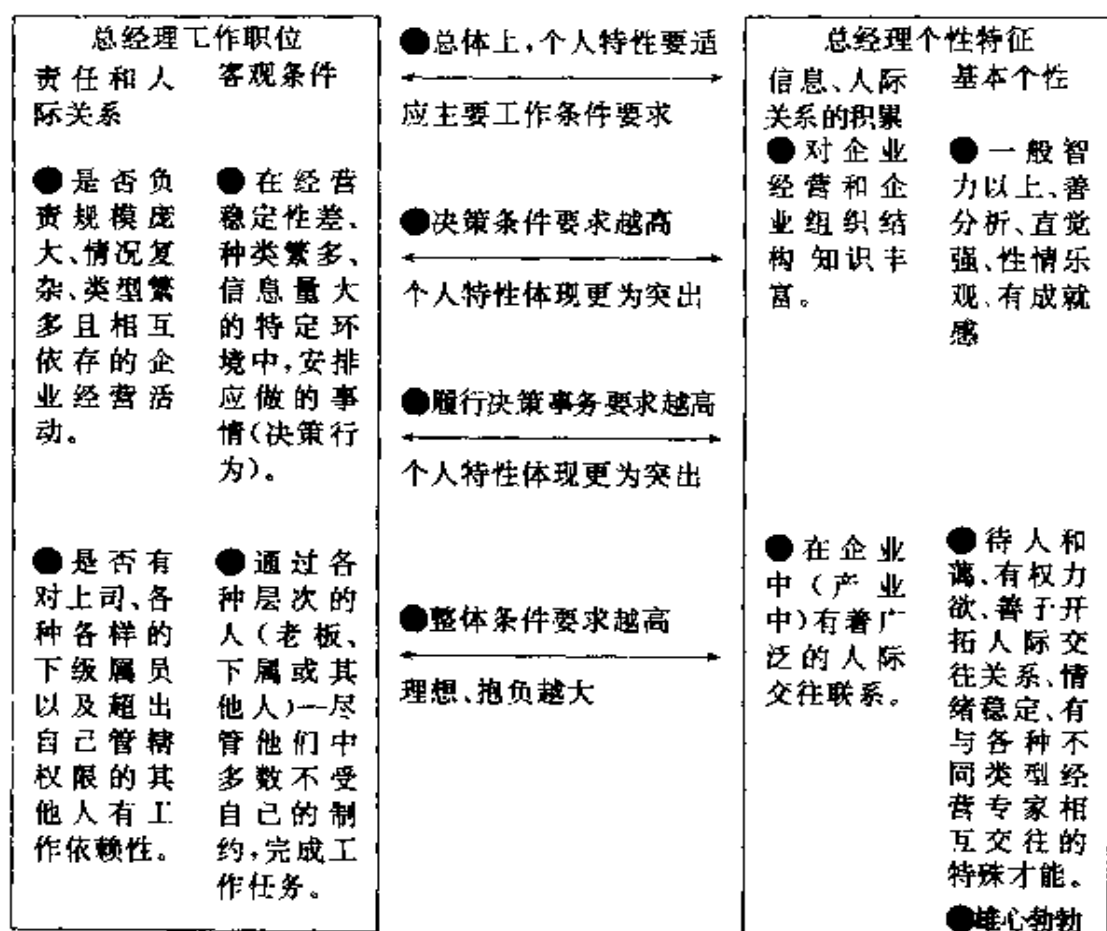 总经理工作职位
责任和人
际关系
客观条件
●是否负
责规模庞
大、情况复
杂、类型繁
多且相互
依存的企
业经营活
动。
●在经营
稳定性差、
种类繁多、
信息量大
的特定环
境中,安排
应做的事
情(决策行
为)。
●是否有
对上司、各
种各样的
下级属员
以及超出
自己管辖
权限的其
他人有工
作依赖性。
●通过各
种层次的
人(老板、
下属或其
他人)—尽
管他们中
多数不受
自己的制
约,完成工
作任务。
●总体上,个人特性要适
应主要工作条件要求
●决策条件要求越高
个人特性体现更为突出
●履行决策事务要求越高
个人特性体现更为突出
●整体条件要求越高
理想、抱负越大
总经理个性特征
信息、人际
关系的积累
基本个性
●对企业
经营和企
业组织结
构知识丰
富。
●一般智
力以上、善
分析、直觉
强、性情乐
观、有成就
感
●在企业
中(产业
中)有着广
泛的人际
交往联系。
●待人和
蔼、有权力
欲、善于开
拓人际交
往关系、情
绪稳定、有
与各种不
同类型经
营专家相
互交往的
特殊才能。
●雄心勃勃